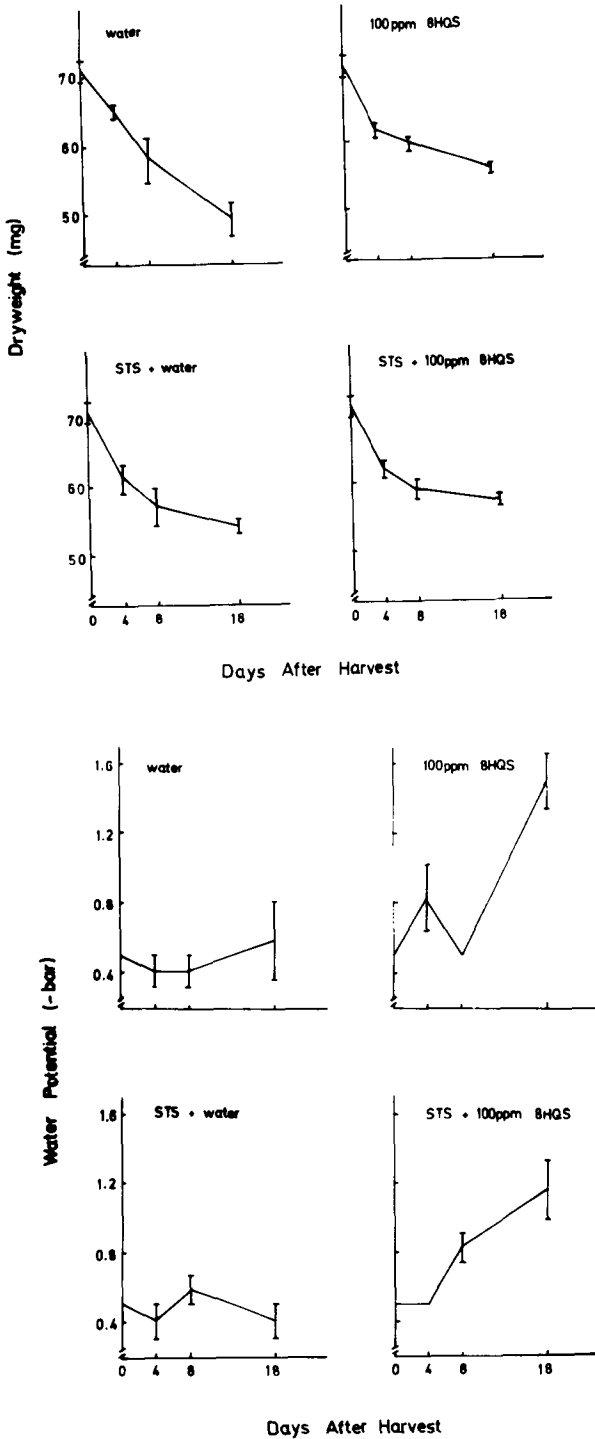 water
100ppm 8HQS
70
60
50
Dryweight (mg)
STS + water
STS + 100ppm 8HQS
70
60
50
0 4 8 18
0 4 8 18
Days After Harvest
water
100ppm 8HQS
1.6
1.2
0.8
0.4
Water Potential (-bar)
STS + water
STS + 100ppm 8HQS
1.6
1.2
0.8
0.4
0 4 8 18
0 4 8 18
Days After Harvest